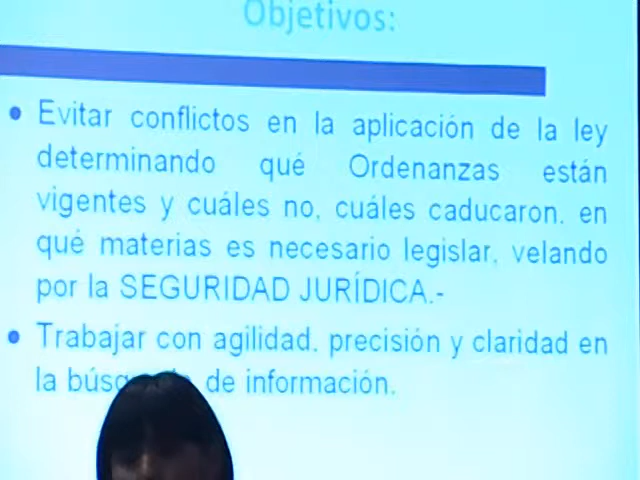 Objetivos:
• Evitar conflictos en la aplicación de la ley
determinando qué Ordenanzas están
vigentes y cuáles no, cuáles caducaron, en
qué materias es necesario legislar, velando
por la SEGURIDAD JURÍDICA.-
• Trabajar con agilidad, precisión y claridad en
la de información.